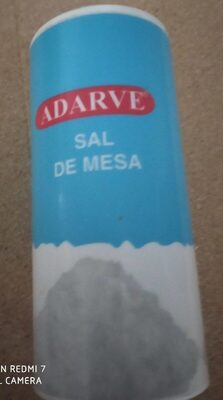 ADARVE
SAL
DE MESA
N REDMI 7
L CAMERA